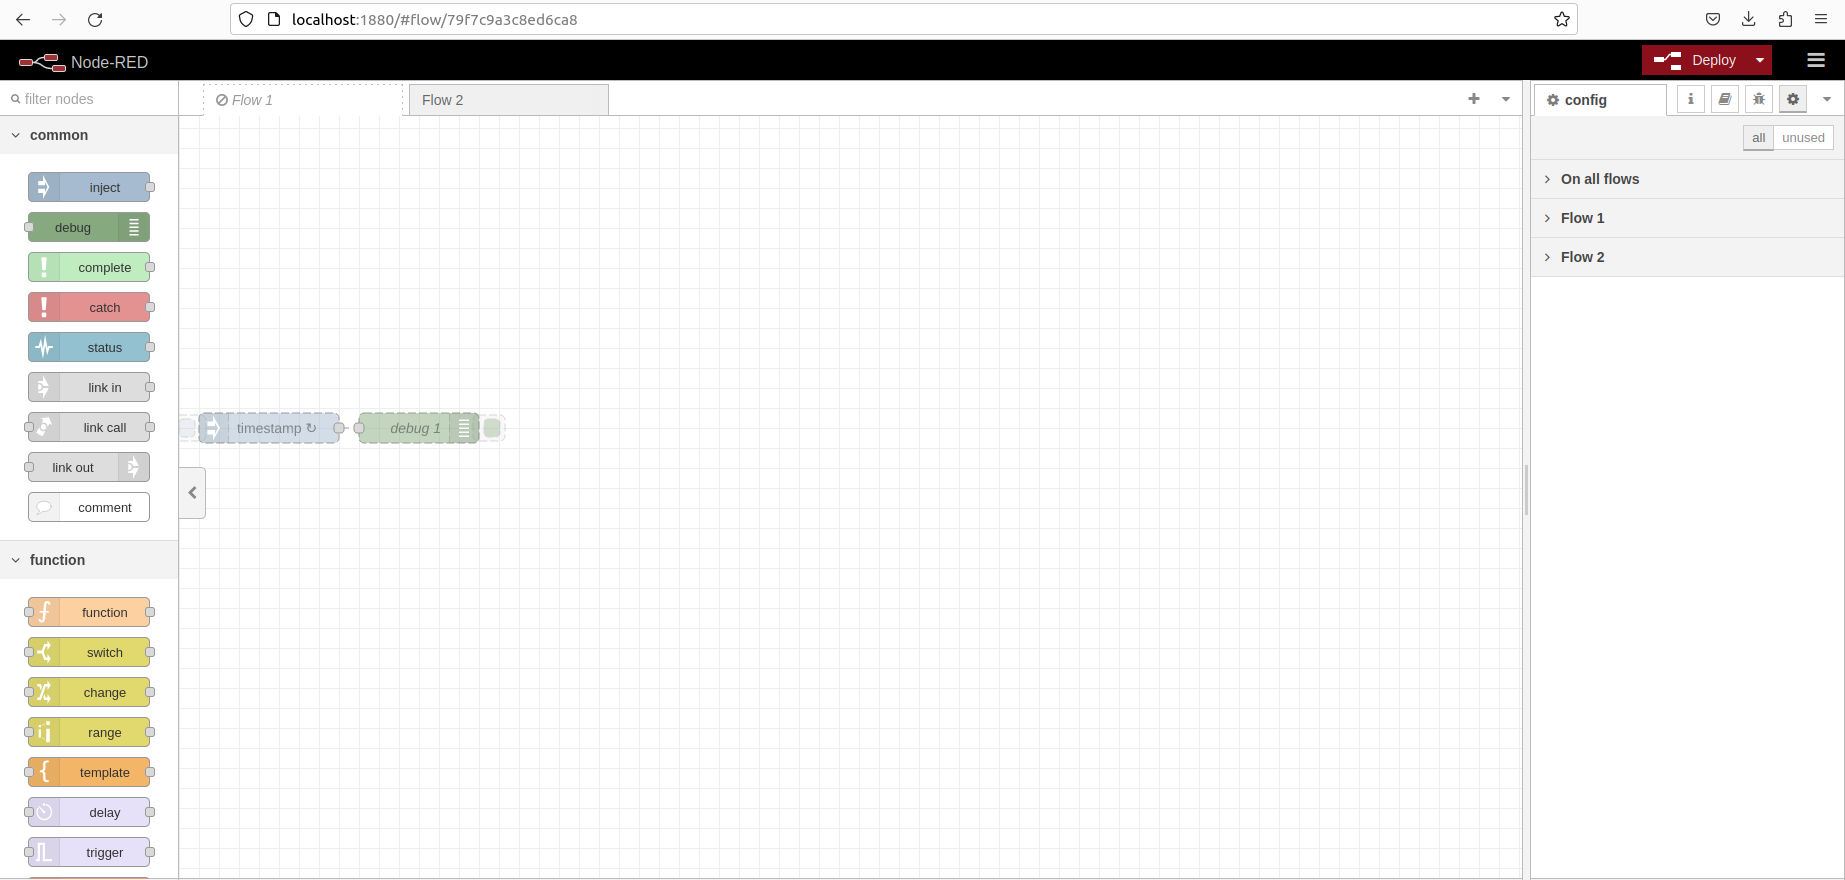 localhost:1880/#flow/79f7c9a3c8ed6ca8
Node-RED
Deploy
filter nodes
Flow 1
Flow 2
config
all
unused
common
On all flows
Flow 1
Flow 2
inject
debug
complete
catch
status
link in
link call
link out
comment
timestamp ↻
debug 1
function
function
switch
change
range
template
delay
trigger